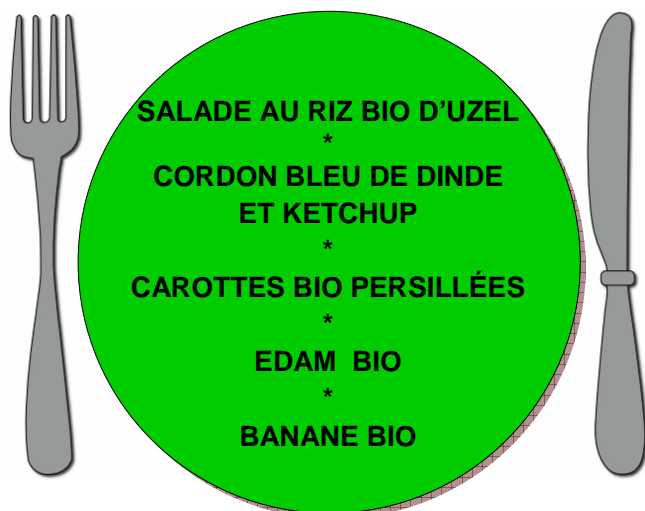 SALADE AU RIZ BIO D’UZEL
*
CORDON BLEU DE DINDE
ET KETCHUP
*
CAROTTES BIO PERSILLÉES
*
EDAM BIO
*
BANANE BIO